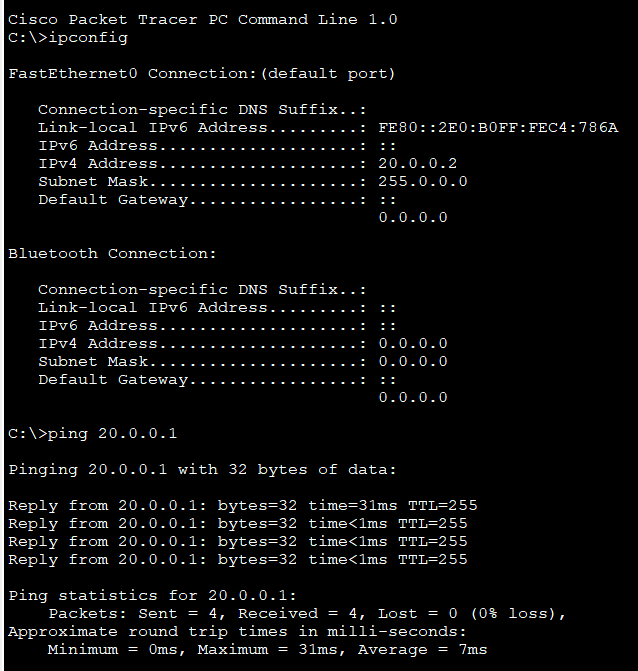 Cisco Packet Tracer PC Command Line 1.0
C:\>ipconfig
FastEthernet0 Connection:(default port)
Connection-specific DNS Suffix..:
Link-local IPv6 Address.........: FE80::2E0:B0FF:FEC4:786A
IPv6 Address....................: ::
IPv4 Address....................: 20.0.0.2
Subnet Mask.....................: 255.0.0.0
Default Gateway.................: ::
0.0.0.0
Bluetooth Connection:
Connection-specific DNS Suffix..:
Link-local IPv6 Address.........: ::
IPv6 Address....................: ::
IPv4 Address....................: 0.0.0.0
Subnet Mask.....................: 0.0.0.0
Default Gateway.................: ::
0.0.0.0
C:\>ping 20.0.0.1
Pinging 20.0.0.1 with 32 bytes of data:
Reply from 20.0.0.1: bytes=32 time=31ms TTL=255
Reply from 20.0.0.1: bytes=32 time<1ms TTL=255
Reply from 20.0.0.1: bytes=32 time<1ms TTL=255
Reply from 20.0.0.1: bytes=32 time<1ms TTL=255
Ping statistics for 20.0.0.1:
Packets: Sent = 4, Received = 4, Lost = 0 (0% loss),
Approximate round trip times in milli-seconds:
Minimum = 0ms, Maximum = 31ms, Average = 7ms